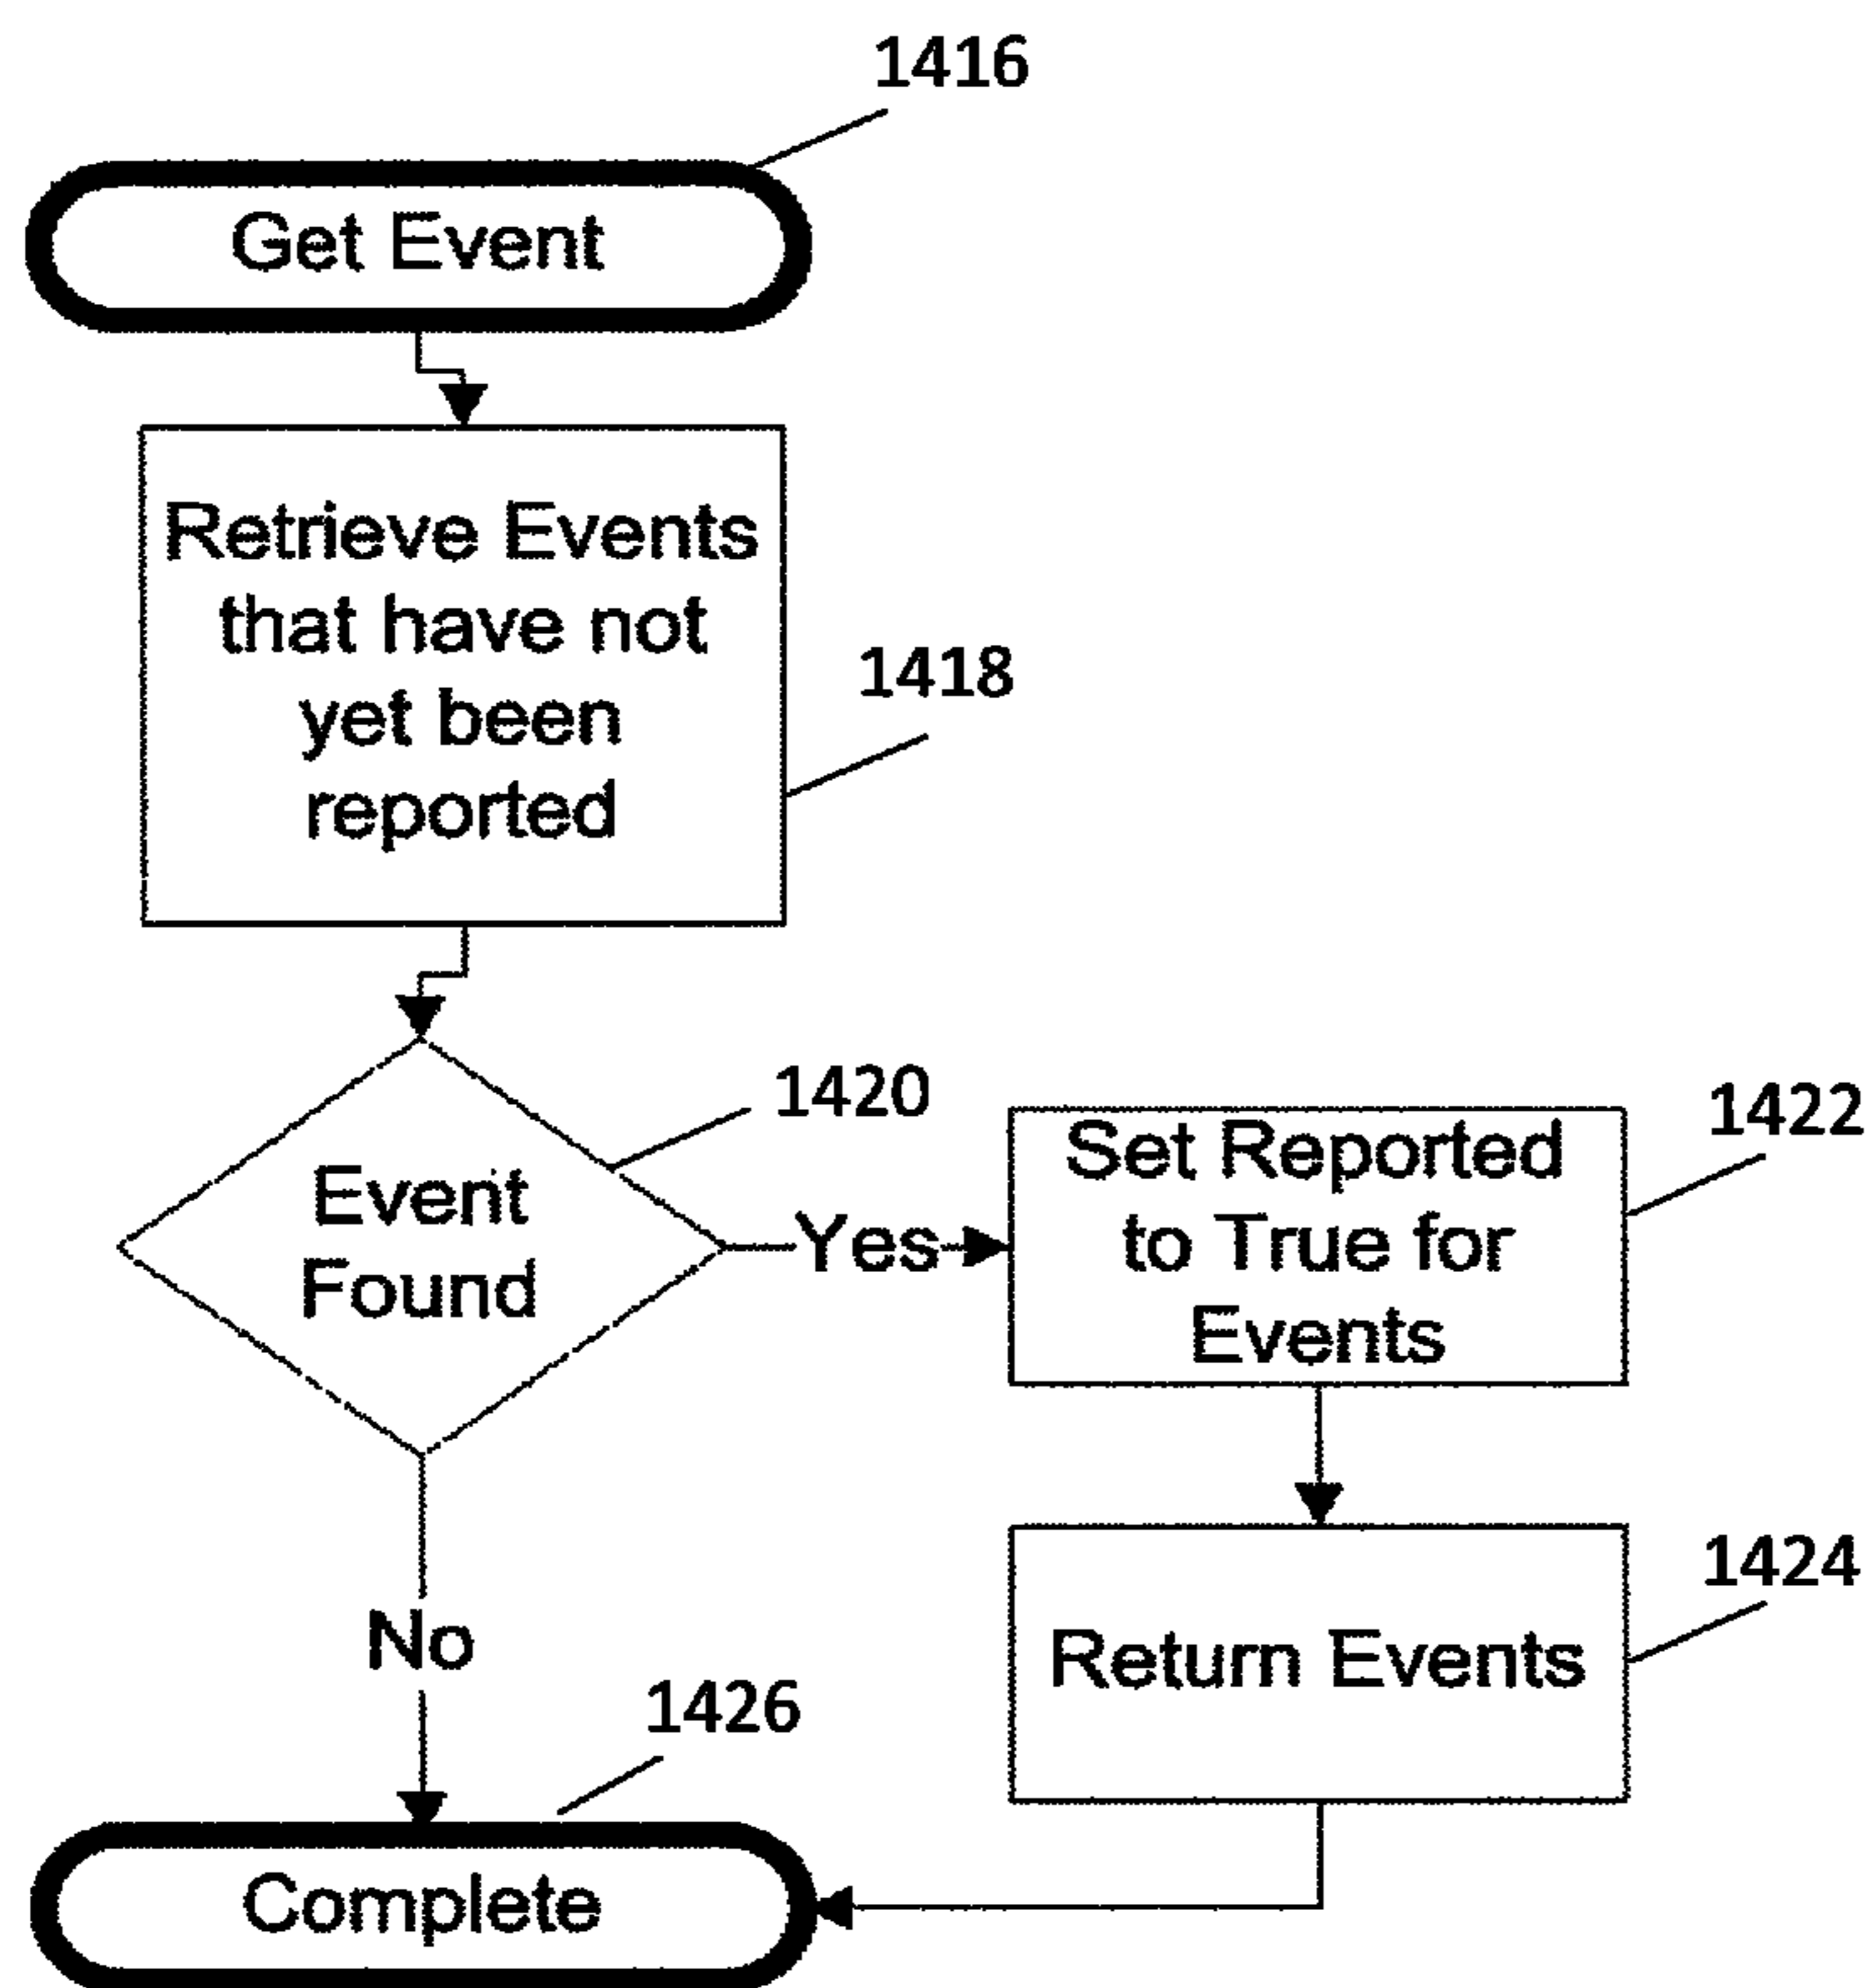 1416
Get Event
Retrieve Events
that have not
yet been
reported
1418
1420
Event
Found
Yes
1422
Set Reported
to True for
Events
1424
Return Events
No
1426
Complete